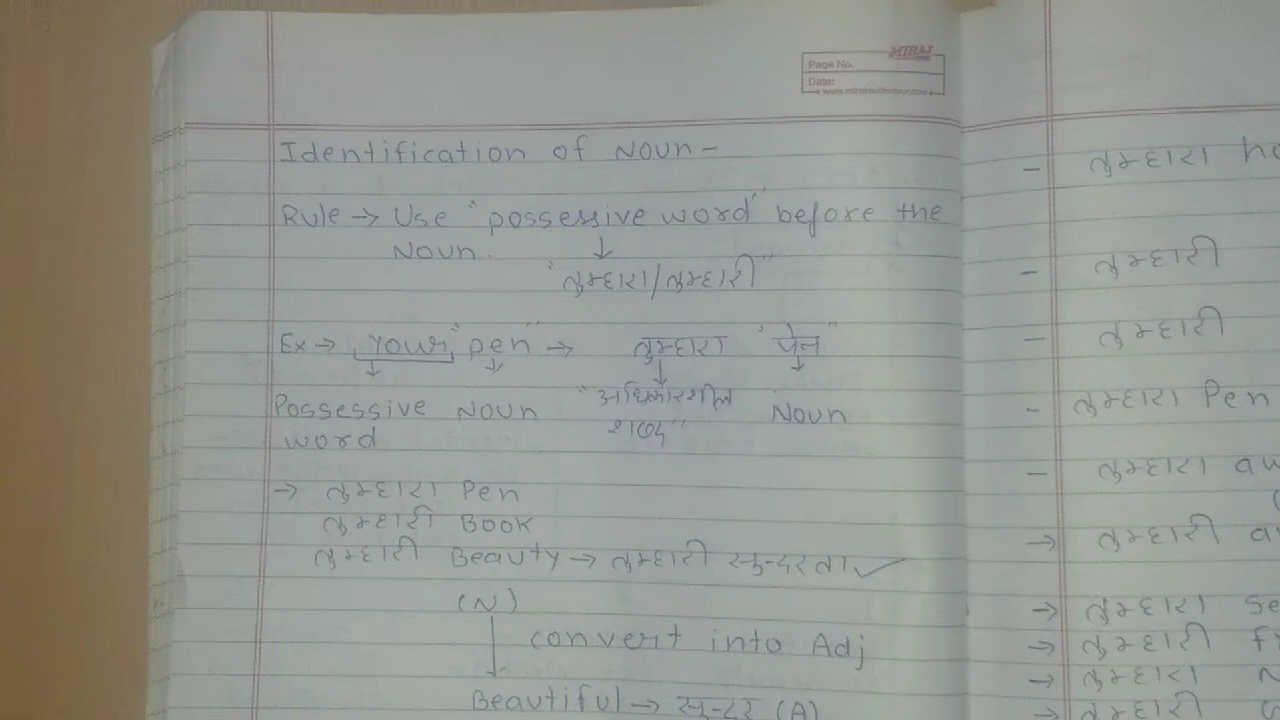 MIRAJ
Page No.
Date:
Identification of Noun -
Rule → Use "possessive word" before the
Noun. ↓
"तुम्हारा/तुम्हारी"
Ex → Your "pen" → तुम्हारा "पेन"
Possessive Noun "अधिकारशील Noun
word शब्द"
→ तुम्हारा Pen
तुम्हारी Book
तुम्हारी Beauty → तुम्हारी सुन्दरता ✓
(N)
↓ convert into Adj
Beautiful → सुन्दर (A)
- तुम्हारा
- तुम्हारी
- तुम्हारी
- तुम्हारा Pen
- तुम्हारा
→ तुम्हारी
→ तुम्हारा
→ तुम्हारी
→ तुम्हारा
→ तुम्हारी